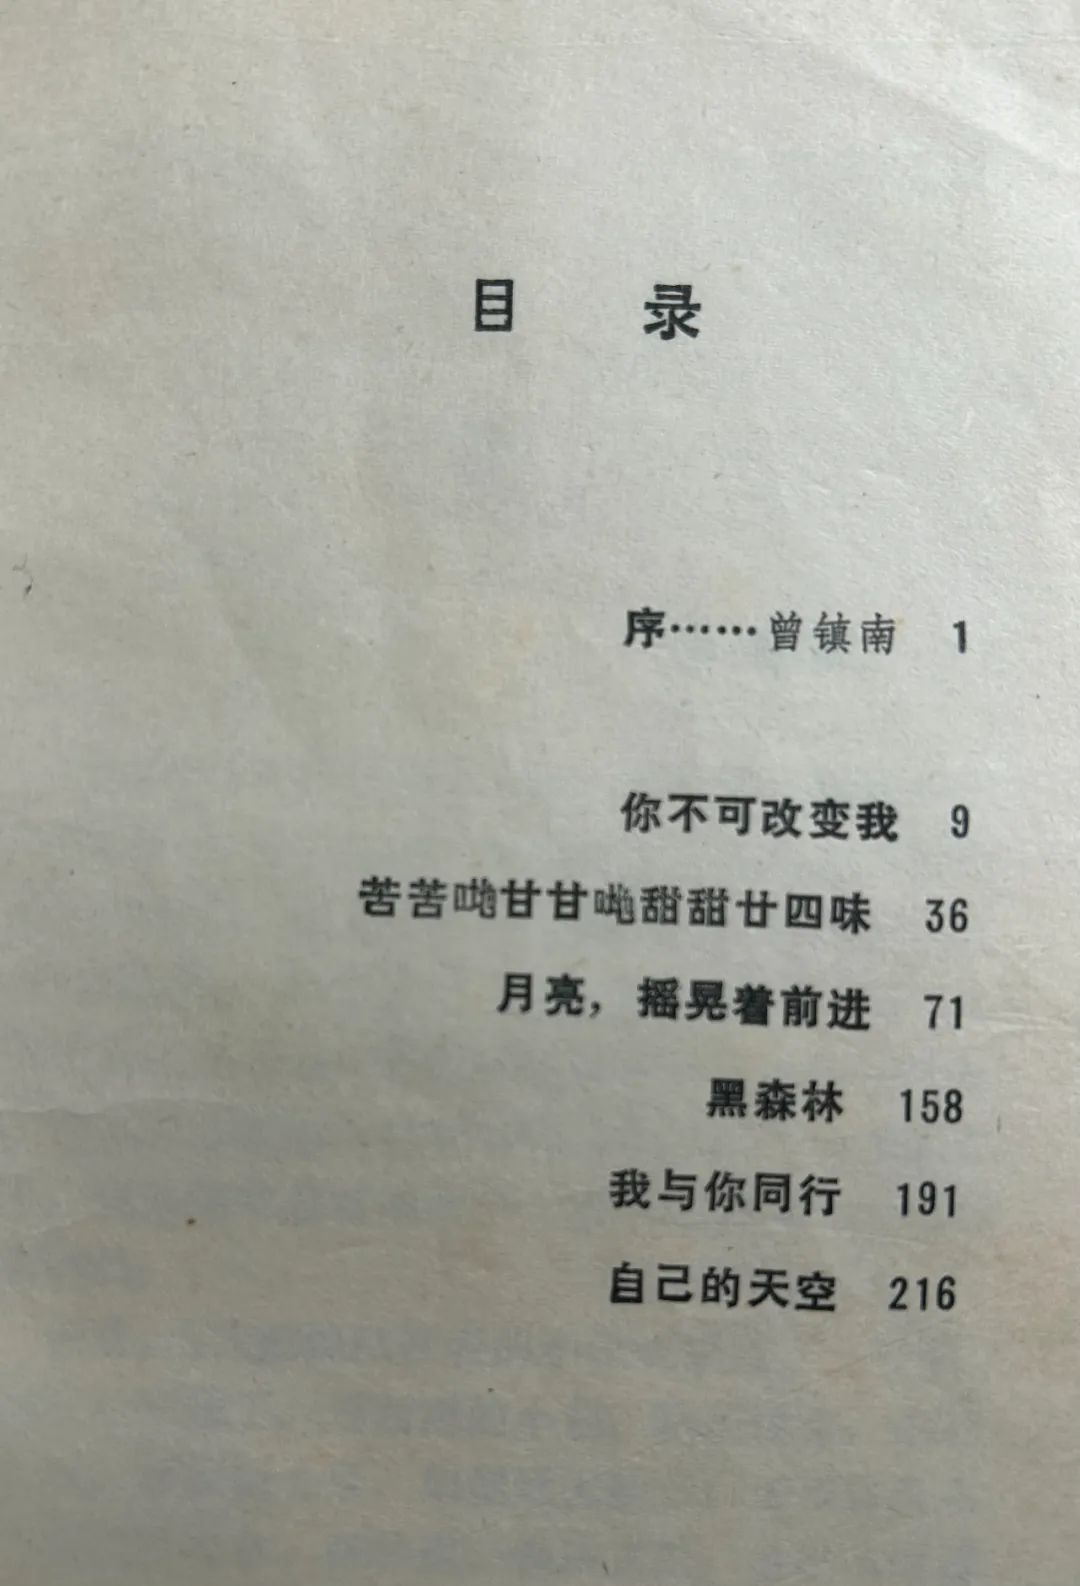 目 录
序……曾镇南 1
你不可改变我 9
苦苦哋甘甘哋甜甜廿四味 36
月亮，摇晃着前进 71
黑森林 158
我与你同行 191
自己的天空 216